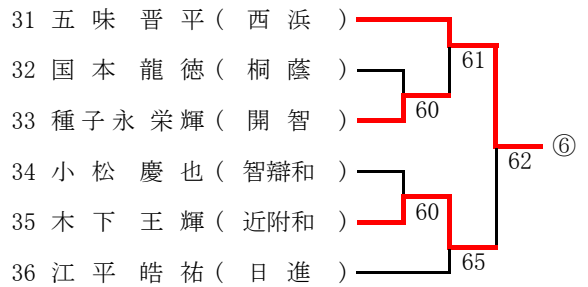 31 五味 晋平 ( 西浜 )
61
32 国本 龍徳 ( 桐蔭 )
60
33 種子永 栄輝 ( 開智 )
62 ⑥
34 小松 慶也 ( 智辯和 )
60
35 木下 王輝 ( 近附和 )
65
36 江平 皓祐 ( 日進 )